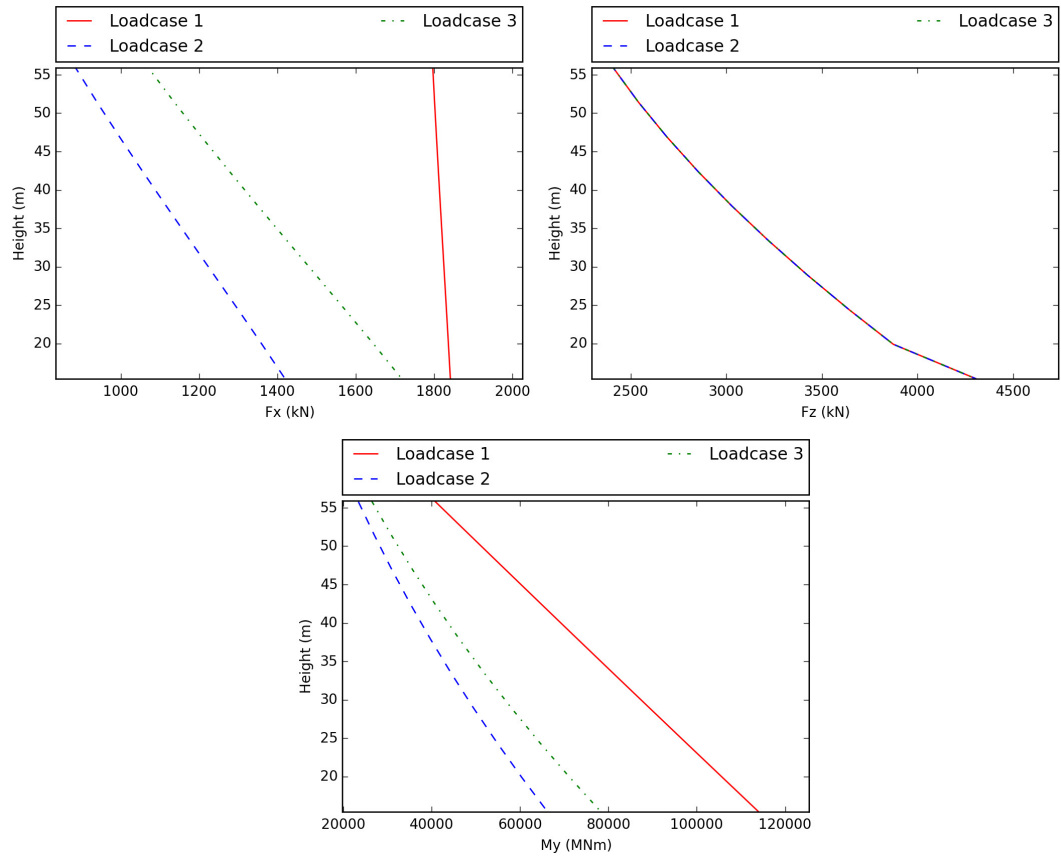 Loadcase 1 Loadcase 3
Loadcase 2
55
50
45
40
35
30
25
20
Height (m)
1000 1200 1400 1600 1800 2000
Fx (kN)
Loadcase 1 Loadcase 3
Loadcase 2
55
50
45
40
35
30
25
20
Height (m)
2500 3000 3500 4000 4500
Fz (kN)
Loadcase 1 Loadcase 3
Loadcase 2
55
50
45
40
35
30
25
20
Height (m)
20000 40000 60000 80000 100000 120000
My (MNm)